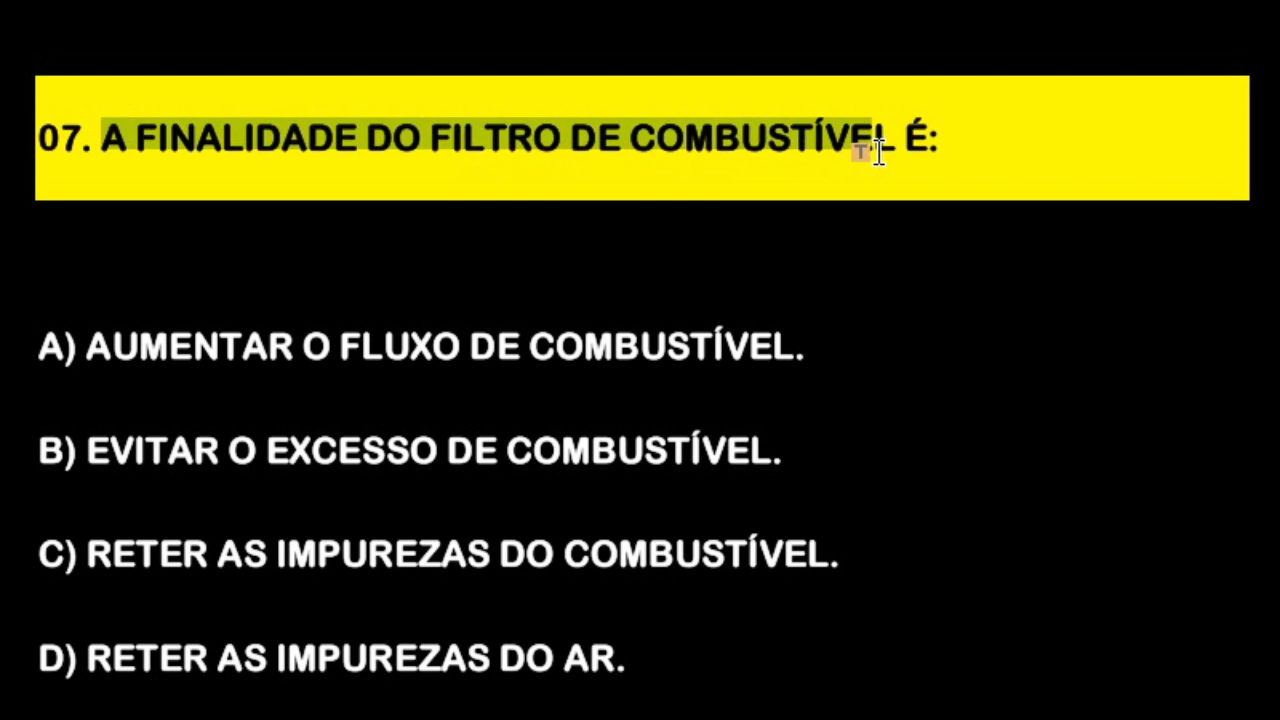 07. A FINALIDADE DO FILTRO DE COMBUSTÍVEL É:
T
A) AUMENTAR O FLUXO DE COMBUSTÍVEL.
B) EVITAR O EXCESSO DE COMBUSTÍVEL.
C) RETER AS IMPUREZAS DO COMBUSTÍVEL.
D) RETER AS IMPUREZAS DO AR.